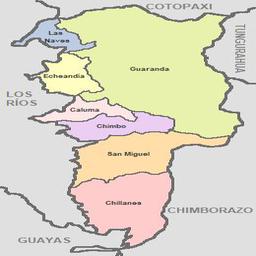 COTOPAXI
Las
Naves
TUNGURAHUA
Guaranda
Echeandía
LOS
RÍOS
Caluma
Chimbo
San Miguel
Chillanes
CHIMBORAZO
GUAYAS